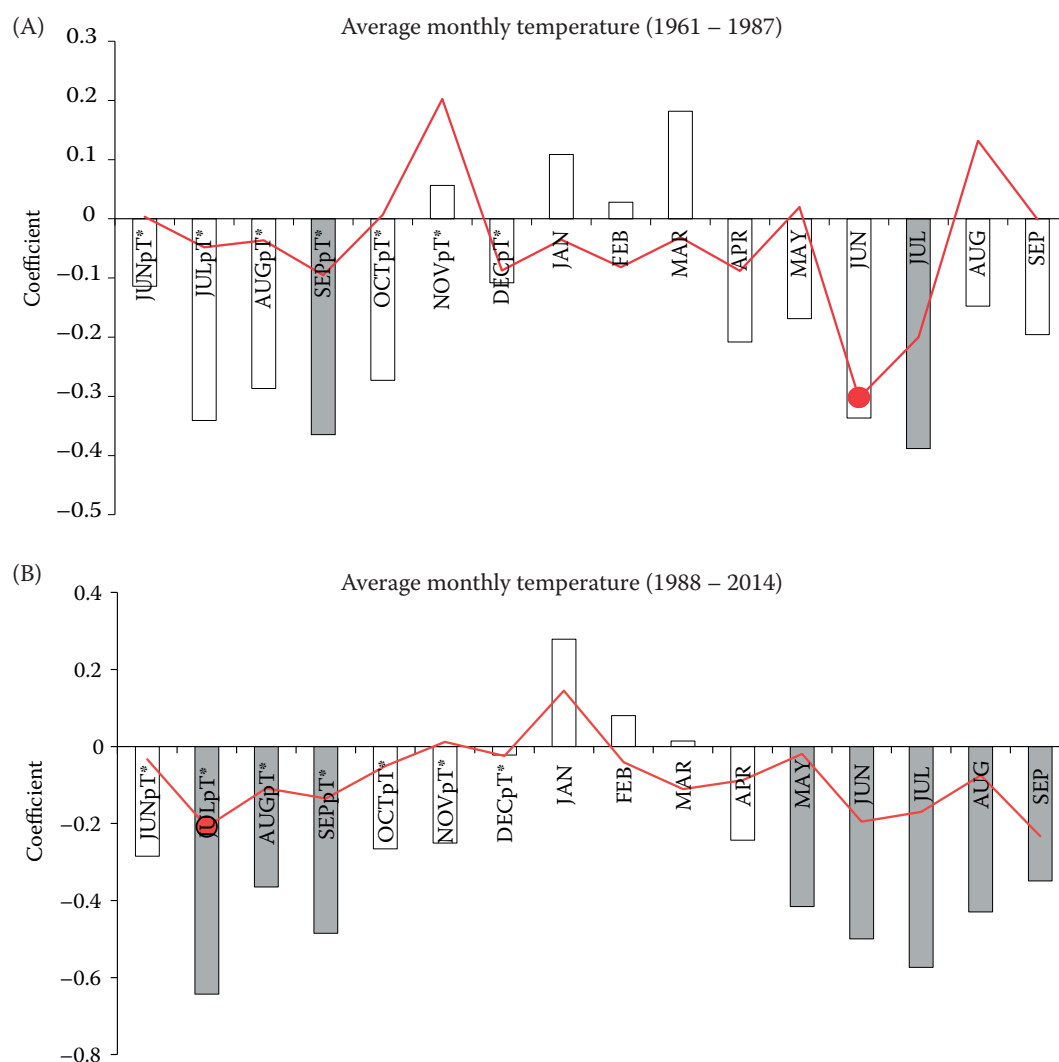 (A)
Average monthly temperature (1961 – 1987)
0.3
0.2
0.1
0
–0.1
–0.2
–0.3
–0.4
–0.5
Coefficient
JUNpT*
JULpT*
AUGpT*
SEPpT*
OCTpT*
NOVpT*
DECpT*
JAN
FEB
MAR
APR
MAY
JUN
JUL
AUG
SEP
(B)
Average monthly temperature (1988 – 2014)
0.4
0.2
0
–0.2
–0.4
–0.6
–0.8
Coefficient
JUNpT*
JULpT*
AUGpT*
SEPpT*
OCTpT*
NOVpT*
DECpT*
JAN
FEB
MAR
APR
MAY
JUN
JUL
AUG
SEP